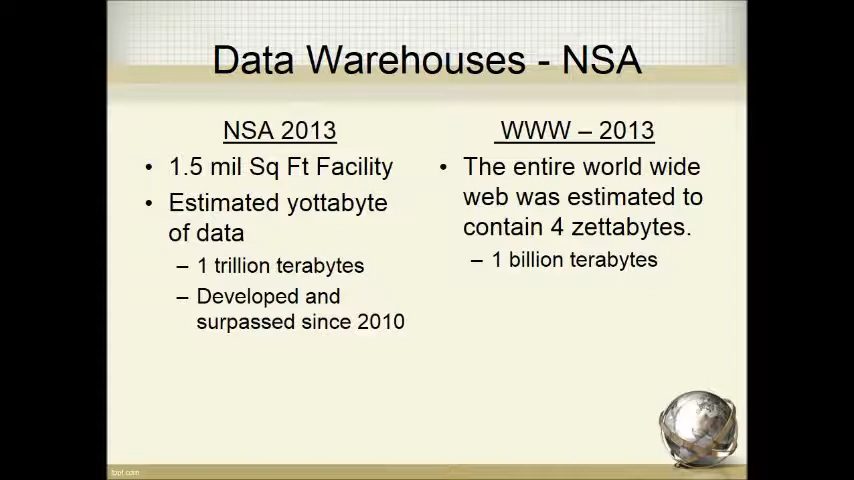 Data Warehouses - NSA
NSA 2013
• 1.5 mil Sq Ft Facility
• Estimated yottabyte
of data
– 1 trillion terabytes
– Developed and
surpassed since 2010
WWW – 2013
• The entire world wide
web was estimated to
contain 4 zettabytes.
– 1 billion terabytes
fppt.com